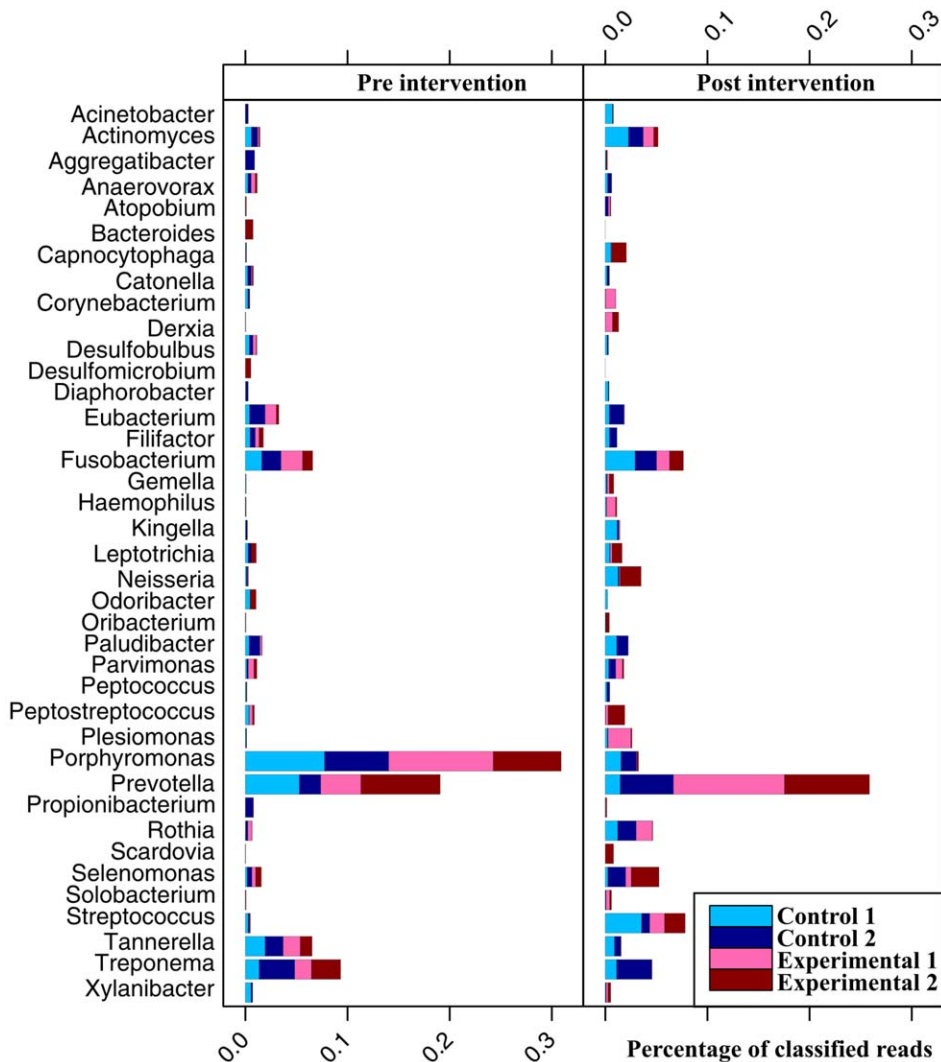 0.0 0.1 0.2 0.3
Pre intervention Post intervention
Acinetobacter
Actinomyces
Aggregatibacter
Anaerovorax
Atopobium
Bacteroides
Capnocytophaga
Catonella
Corynebacterium
Derxia
Desulfobulbus
Desulfomicrobium
Diaphorobacter
Eubacterium
Filifactor
Fusobacterium
Gemella
Haemophilus
Kingella
Leptotrichia
Neisseria
Odoribacter
Oribacterium
Paludibacter
Parvimonas
Peptococcus
Peptostreptococcus
Plesiomonas
Porphyromonas
Prevotella
Propionibacterium
Rothia
Scardovia
Selenomonas
Solobacterium
Streptococcus
Tannerella
Treponema
Xylanibacter
Control 1
Control 2
Experimental 1
Experimental 2
0.0 0.1 0.2 0.3
Percentage of classified reads